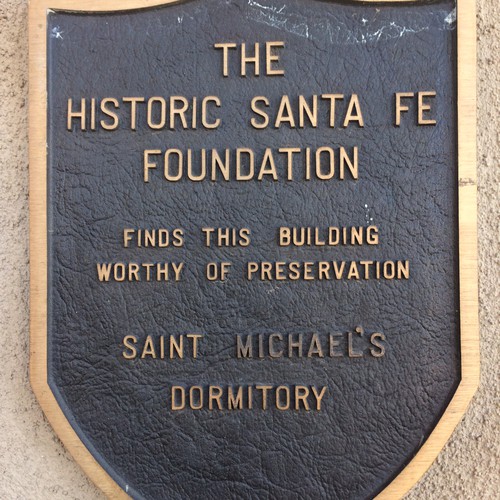 THE
HISTORIC SANTA FE
FOUNDATION
FINDS THIS BUILDING
WORTHY OF PRESERVATION
SAINT MICHAEL'S
DORMITORY